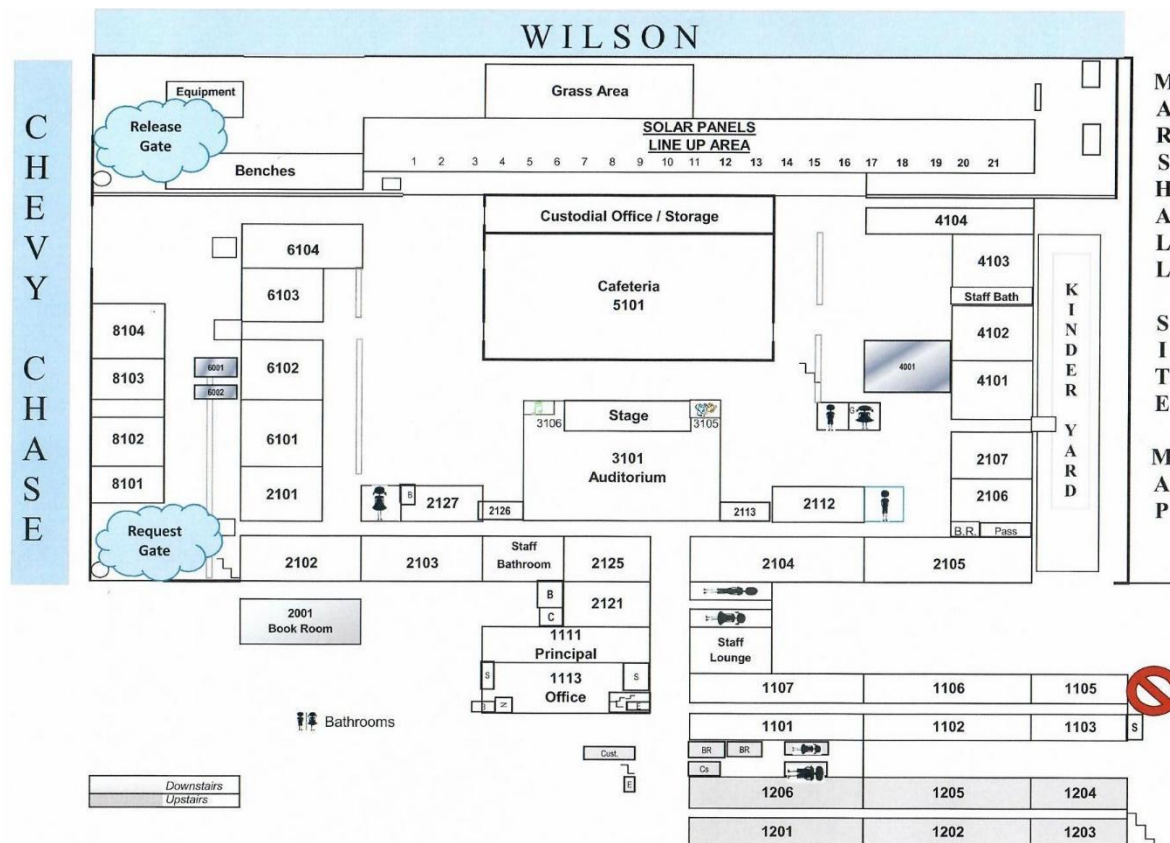 WILSON
CHEVY CHASE
MARSHALL SITE MAP
Equipment
Grass Area
Release
Gate
SOLAR PANELS
LINE UP AREA
1 2 3 4 5 6 7 8 9 10 11 12 13 14 15 16 17 18 19 20 21
Benches
Custodial Office / Storage
4104
6104
4103
Cafeteria
5101
6103
Staff Bath
KINDER YARD
8104
4102
6102
6001
4001
8103
6002
4101
Stage
3106
3105
G
8102
6101
3101
Auditorium
2107
8101
2101
B
2127
2126
2113
2112
2106
B.R.
Pass
Request
Gate
2102
2103
Staff
Bathroom
2125
2104
2105
B
C
2121
2001
Book Room
1111
Principal
Staff
Lounge
S
1113
Office
S
1107
1106
1105
Z
E
Bathrooms
1101
1102
1103
S
Cust.
BR
BR
Cs
E
Downstairs
Upstairs
1206
1205
1204
1201
1202
1203